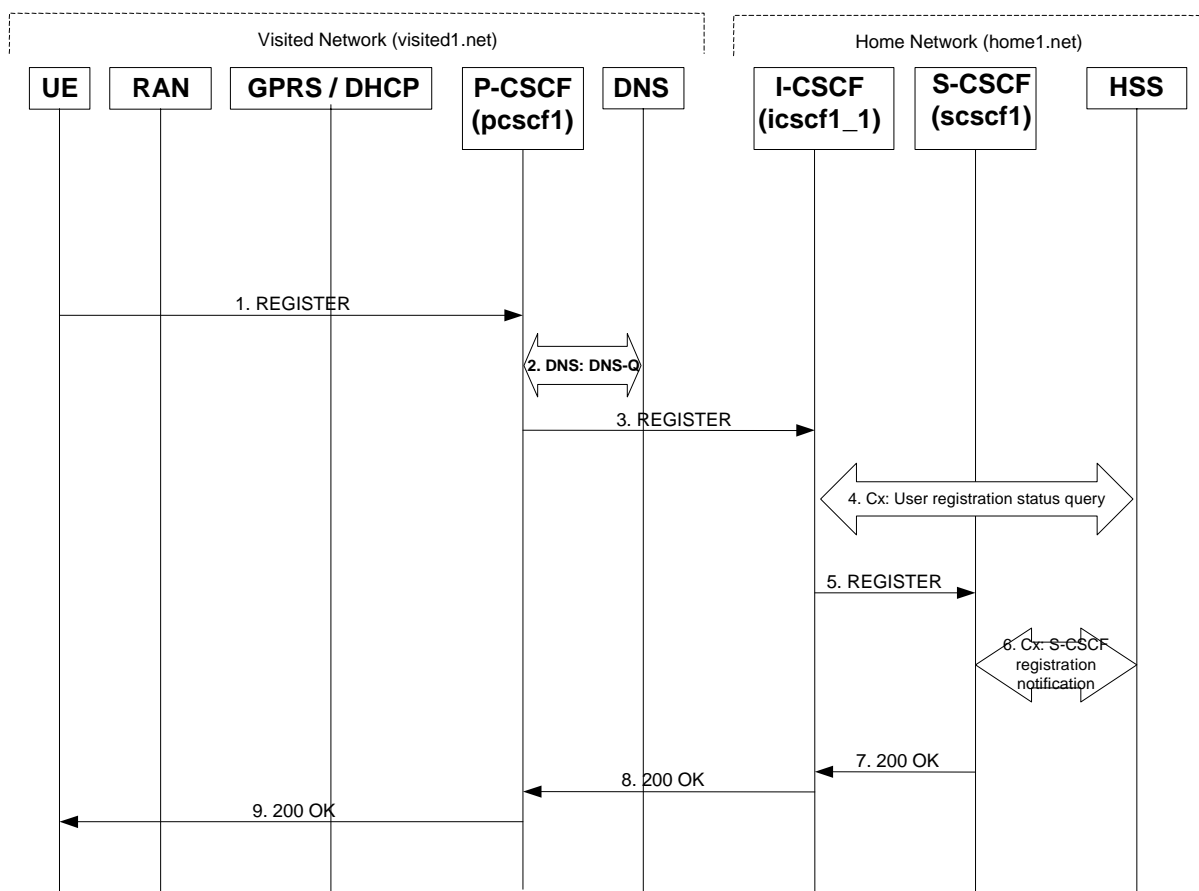 Visited Network (visited1.net)
Home Network (home1.net)
UE
RAN
GPRS / DHCP
P-CSCF
(pcscf1)
DNS
I-CSCF
(icscf1_1)
S-CSCF
(scscf1)
HSS
1. REGISTER
2. DNS: DNS-Q
3. REGISTER
4. Cx: User registration status query
5. REGISTER
6. Cx: S-CSCF
registration
notification
7. 200 OK
8. 200 OK
9. 200 OK